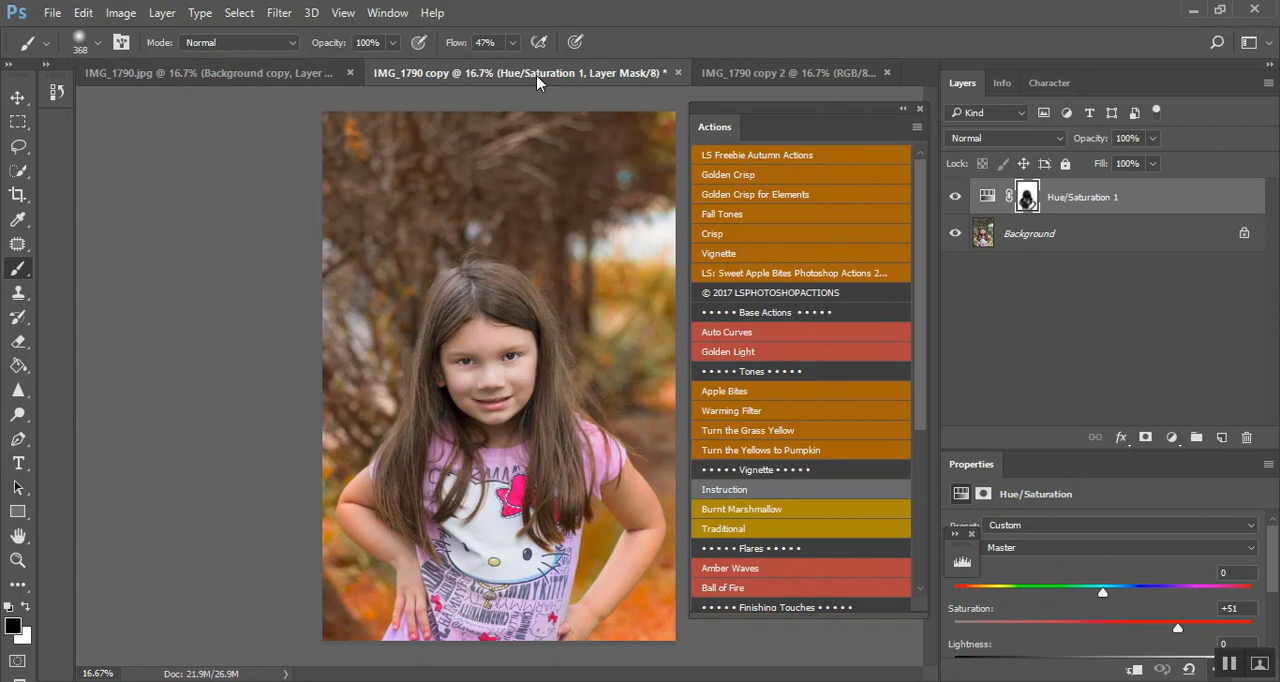 Ps File Edit Image Layer Type Select Filter 3D View Window Help
368 Mode: Normal Opacity: 100% Flow: 47%
IMG_1790.jpg @ 16.7% (Background copy, Layer ... × IMG_1790 copy @ 16.7% (Hue/Saturation 1, Layer Mask/8) * × IMG_1790 copy 2 @ 16.7% (RGB/8... ×
Layers Info Character
Kind
Normal Opacity: 100%
Lock: Fill: 100%
Hue/Saturation 1
Background
Actions
LS Freebie Autumn Actions
Golden Crisp
Golden Crisp for Elements
Fall Tones
Crisp
Vignette
LS: Sweet Apple Bites Photoshop Actions 2...
© 2017 LSPHOTOSHOPACTIONS
• • • • • Base Actions • • • • •
Auto Curves
Golden Light
• • • • • Tones • • • • •
Apple Bites
Warming Filter
Turn the Grass Yellow
Turn the Yellows to Pumpkin
• • • • • Vignette • • • • •
Instruction
Burnt Marshmallow
Traditional
• • • • • Flares • • • • •
Amber Waves
Ball of Fire
• • • • • Finishing Touches • • • • •
Properties
Hue/Saturation
Custom
Master
0
Saturation: +51
Lightness: 0
16.67% Doc: 21.9M/26.9M